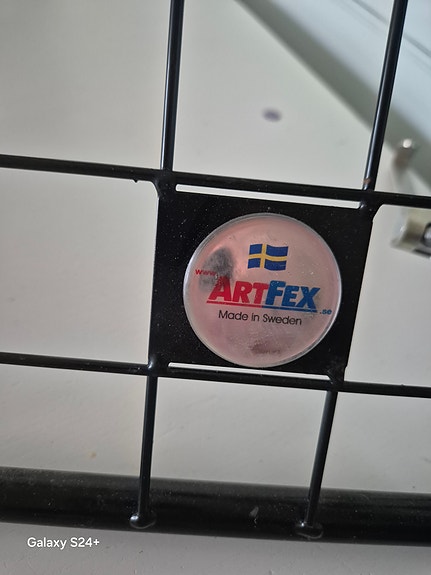 www.
ARTFEX
.se
Made in Sweden
Galaxy S24+